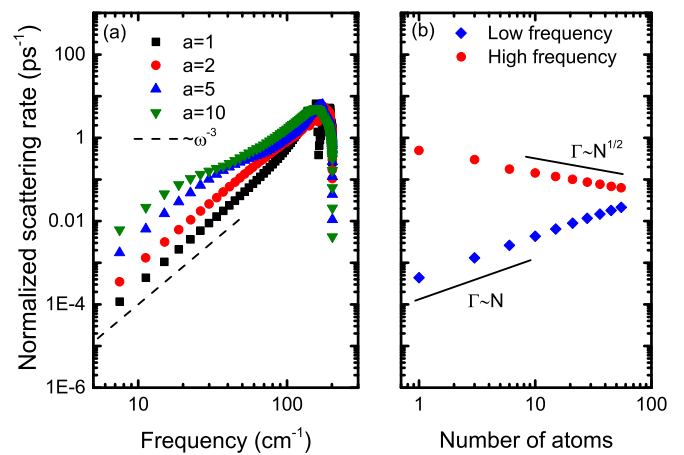 Normalized scattering rate (ps⁻¹)
100
1
0.01
1E-4
1E-6
(a)
a=1
a=2
a=5
a=10
~ω⁻³
10
100
Frequency (cm⁻¹)
(b)
Low frequency
High frequency
Γ~N¹/²
Γ~N
1
10
100
Number of atoms